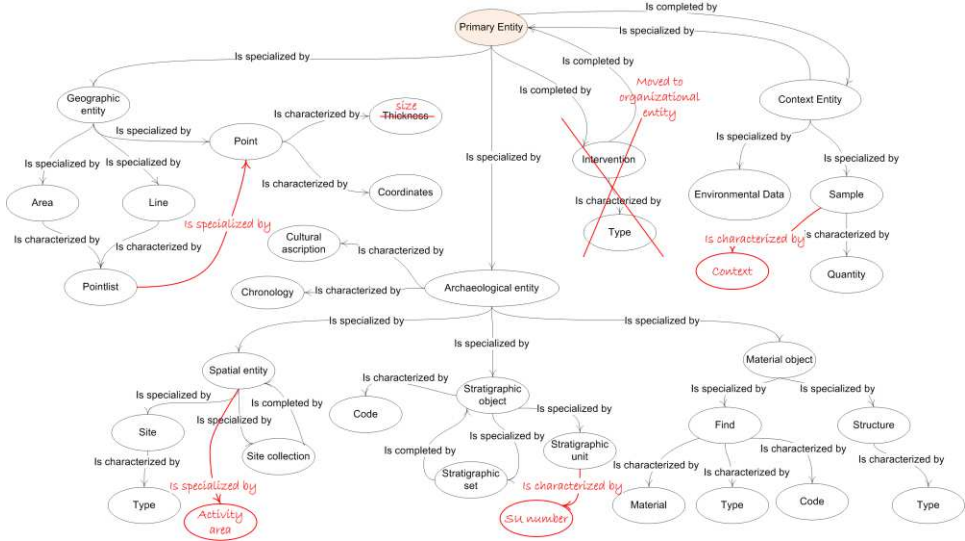 Is completed by
Primary Entity
Is specialized by
Is specialized by
Is completed by
Moved to
organizational
entity
Is completed by
Geographic
entity
Context Entity
size
Thickness
Is characterized by
Is specialized by
Point
Is specialized by
Is specialized by
Is specialized by
Is specialized by
Is specialized by
Intervention
Is specialized by
Is characterized by
Coordinates
Environmental Data
Sample
Area
Line
Is characterized by
Is specialized by
Type
Is characterized by
Is characterized by
Is characterized by
Is characterized by
Cultural
ascription
Is characterized by
Context
Quantity
Pointlist
Chronology
Is characterized by
Archaeological entity
Is specialized by
Is specialized by
Is specialized by
Spatial entity
Material object
Is characterized by
Stratigraphic
object
Is specialized by
Is specialized by
Is specialized by
Is completed by
Is specialized by
Code
Is specialized by
Site
Find
Structure
Is completed by
Is specialized by
Stratigraphic
unit
Is characterized by
Site collection
Is characterized by
Is characterized by
Is characterized by
Is characterized by
Stratigraphic
set
Is specialized by
Is characterized by
Type
Activity
area
SU number
Material
Type
Code
Type